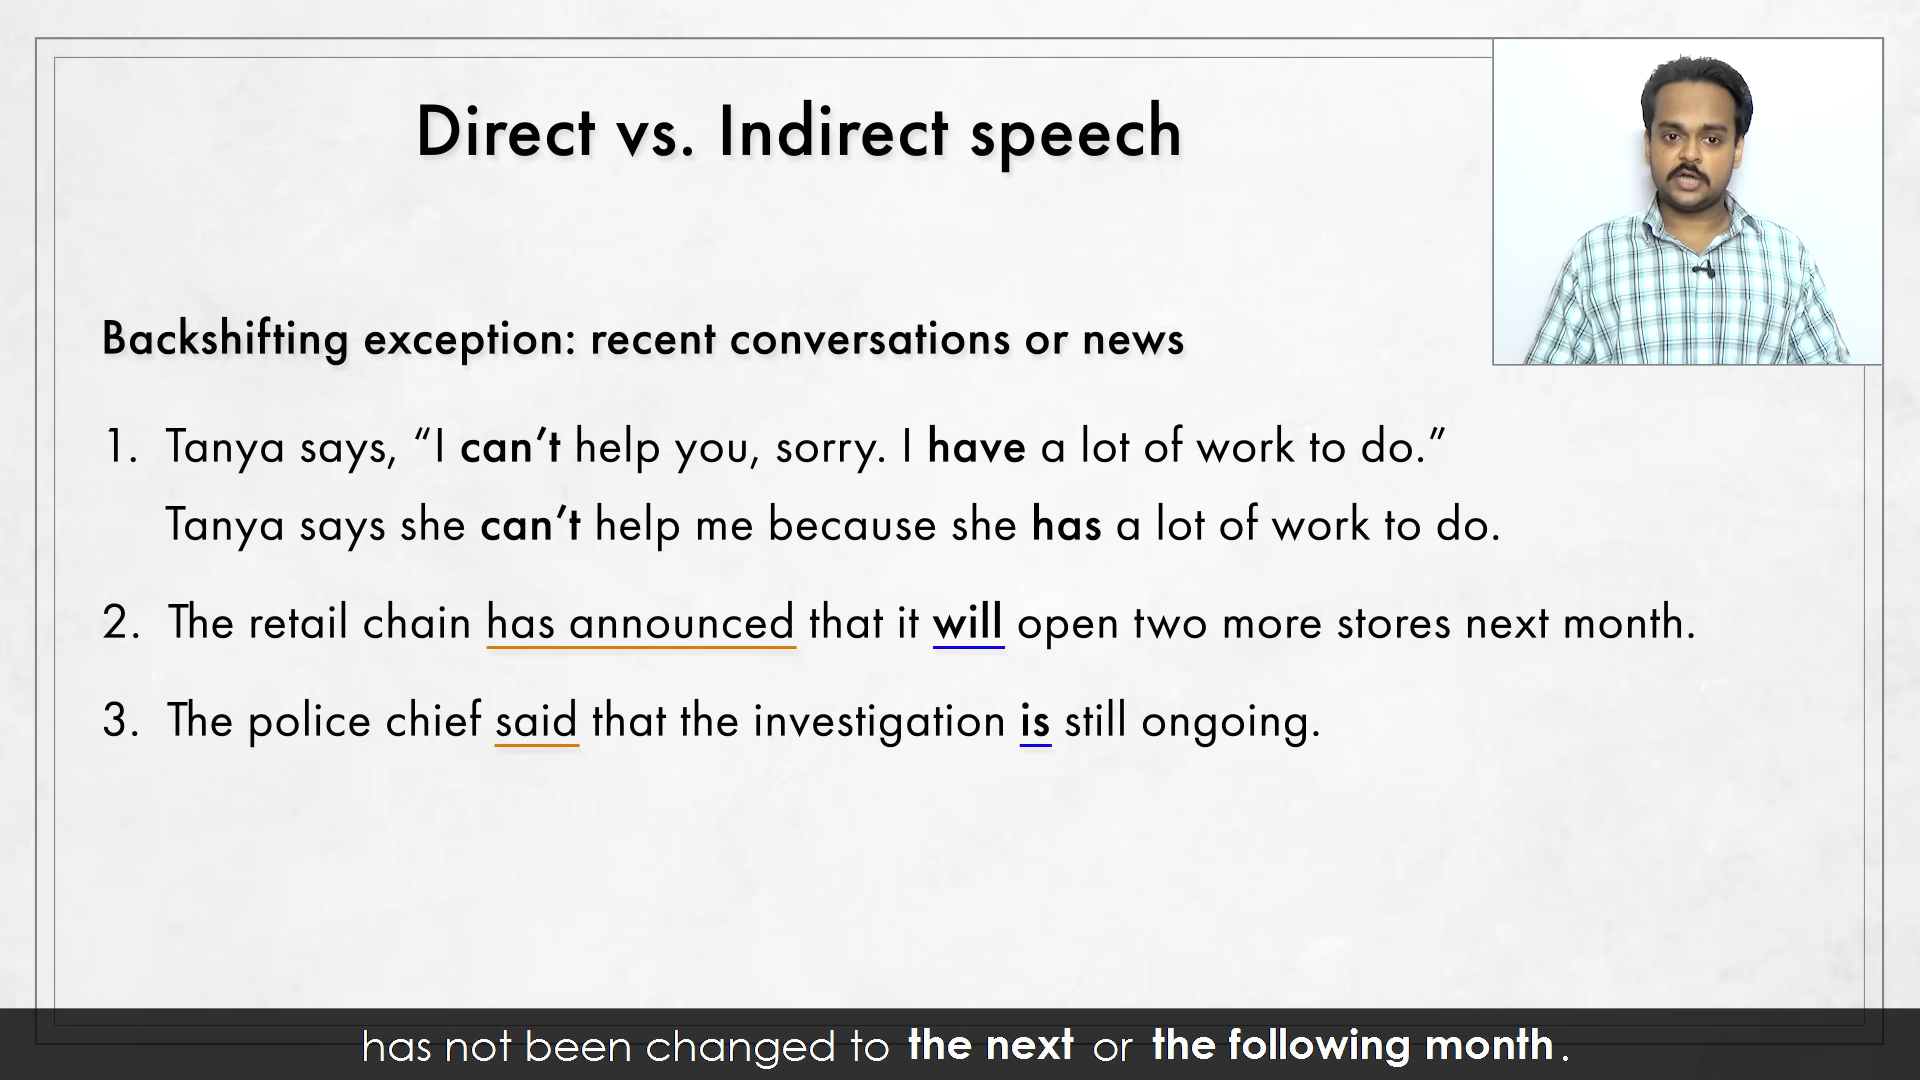 Direct vs. Indirect speech
Backshifting exception: recent conversations or news
1. Tanya says, “I can’t help you, sorry. I have a lot of work to do.”
Tanya says she can’t help me because she has a lot of work to do.
2. The retail chain has announced that it will open two more stores next month.
3. The police chief said that the investigation is still ongoing.
has not been changed to the next or the following month.